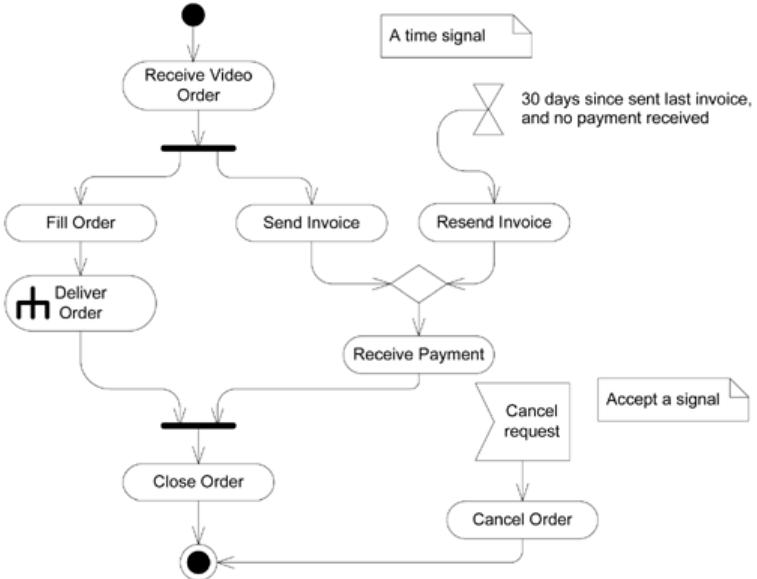 A time signal
Receive Video
Order
30 days since sent last invoice,
and no payment received
Fill Order
Send Invoice
Resend Invoice
Deliver
Order
Receive Payment
Cancel
request
Accept a signal
Close Order
Cancel Order